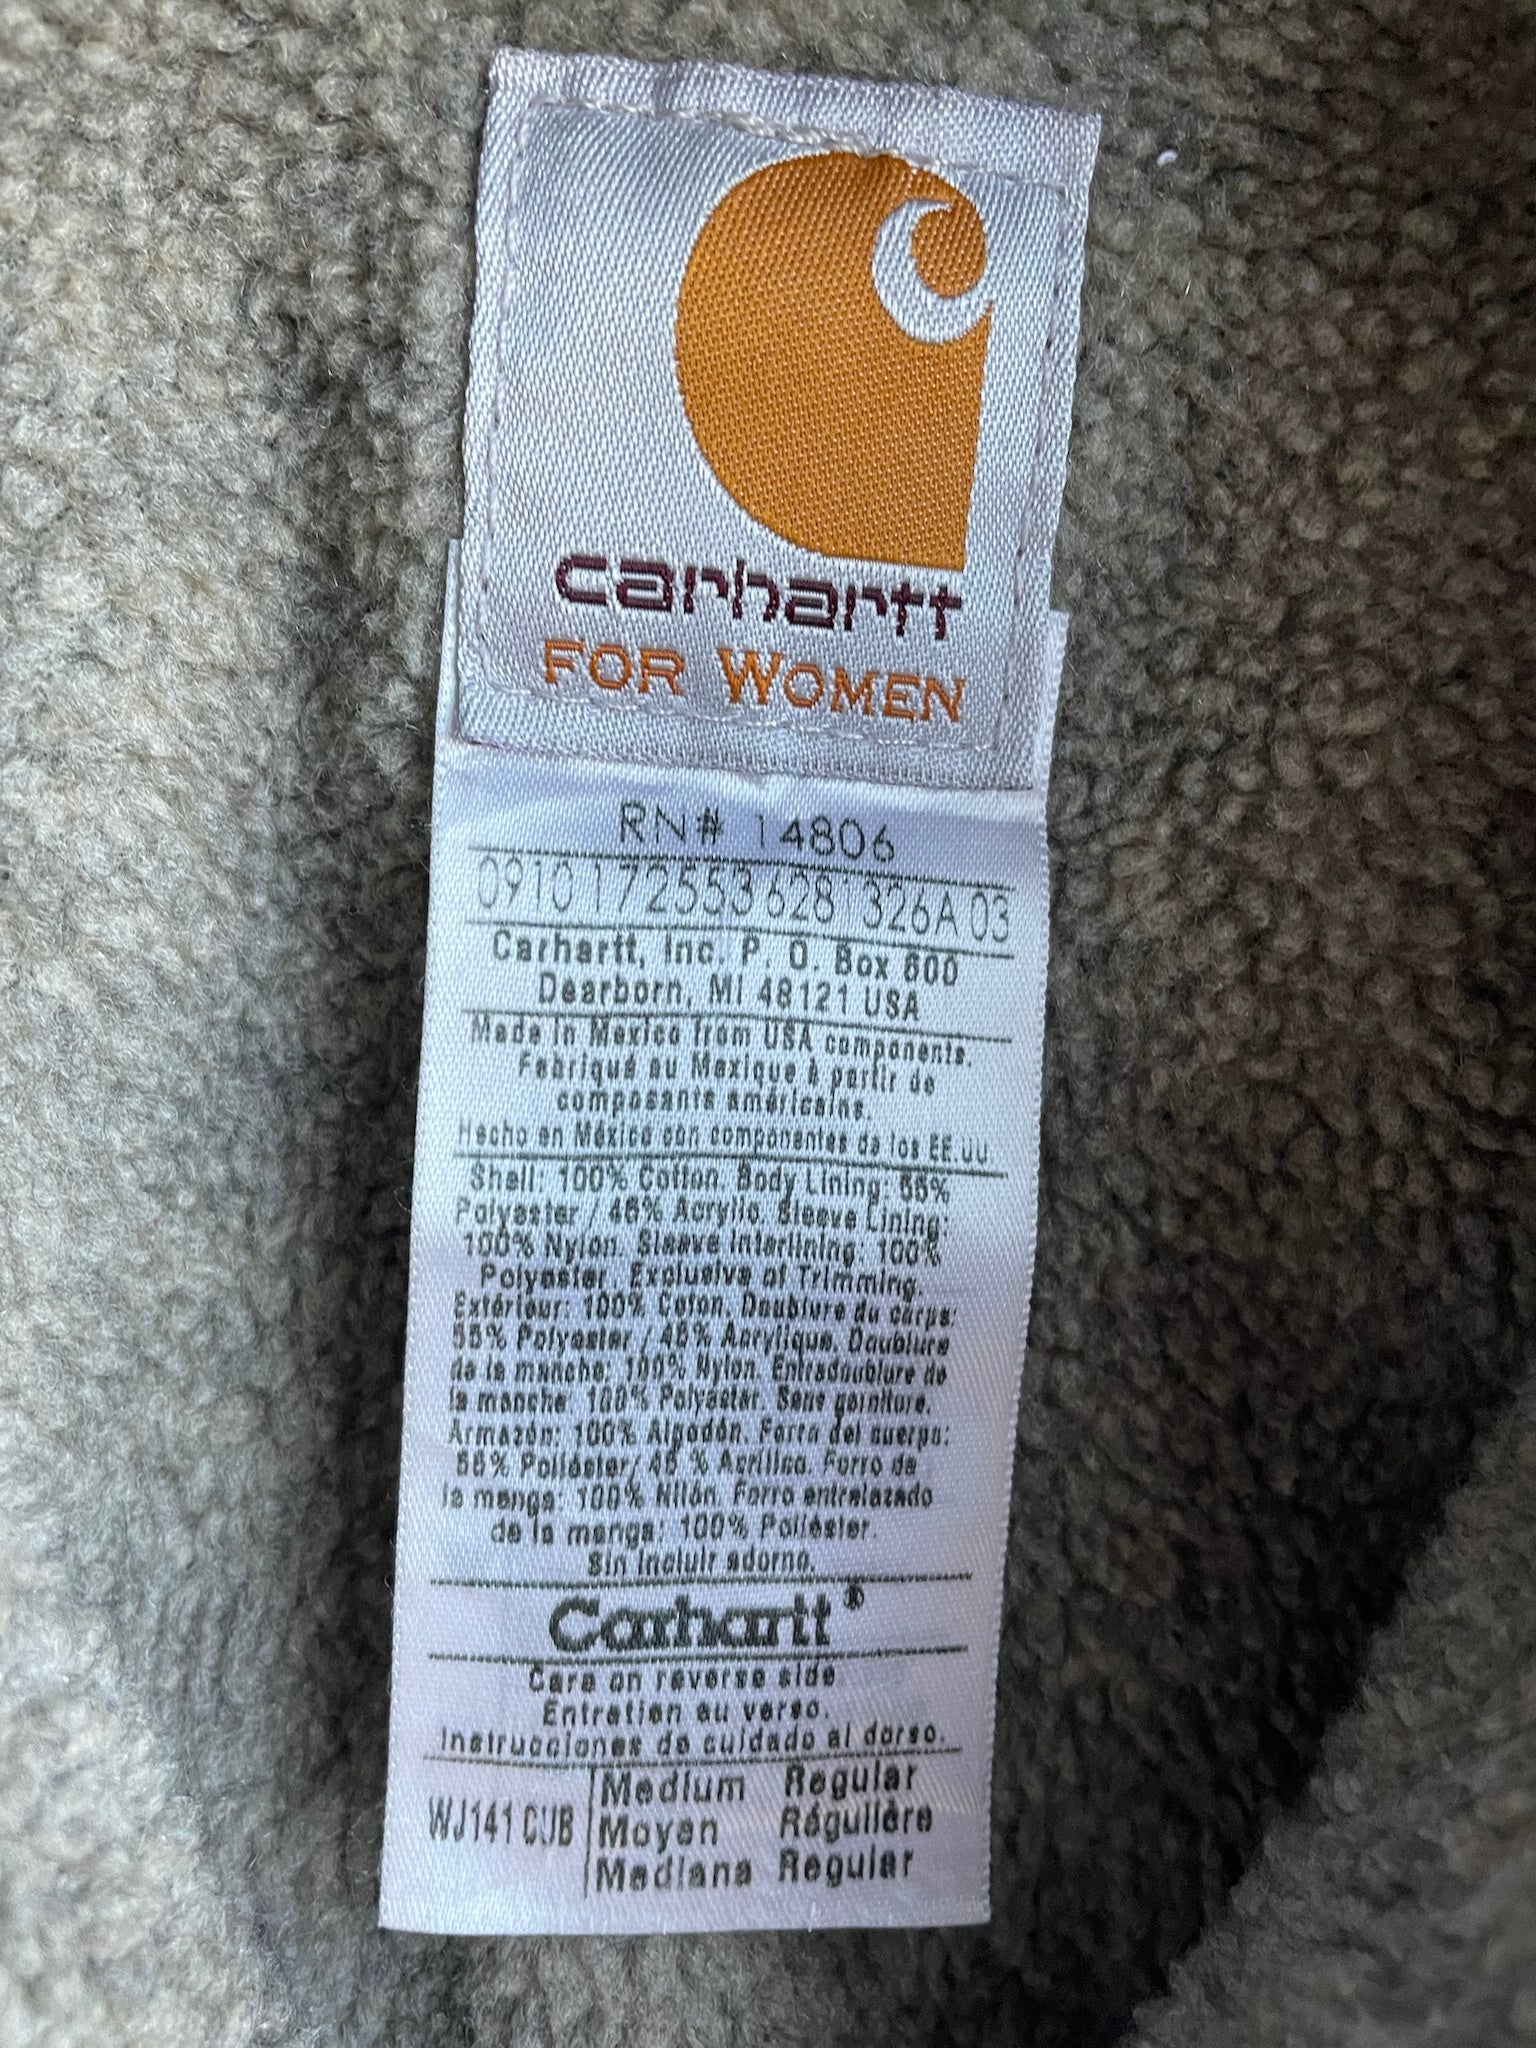 carhartt
FOR WOMEN
RN# 14806
0910 172553 628 326A 03
Carhartt, Inc. P. O. Box 600
Dearborn, MI 48121 USA
Made in Mexico from USA components.
Fabriqué au Mexique à partir de
composants américains.
Hecho en México con componentes de los EE.UU.
Shell: 100% Cotton. Body Lining: 55%
Polyester / 45% Acrylic. Sleeve Lining:
100% Nylon. Sleeve Interlining: 100%
Polyester. Exclusive of Trimming.
Extérieur: 100% Coton. Doublure du corps:
55% Polyester / 45% Acrylique. Doublure
de la manche: 100% Nylon. Entredoublure de
la manche: 100% Polyester. Sans garniture.
Armazón: 100% Algodón. Forro del cuerpo:
55% Poliéster/ 45 % Acrílico. Forro de
la manga: 100% Nilón. Forro entrelazado
de la manga: 100% Poliéster.
Sin incluir adorno.
Carhartt®
Care on reverse side
Entretien au verso.
Instrucciones de cuidado al dorso.
WJ141 CUB
Medium Regular
Moyen Régulière
Mediana Regular